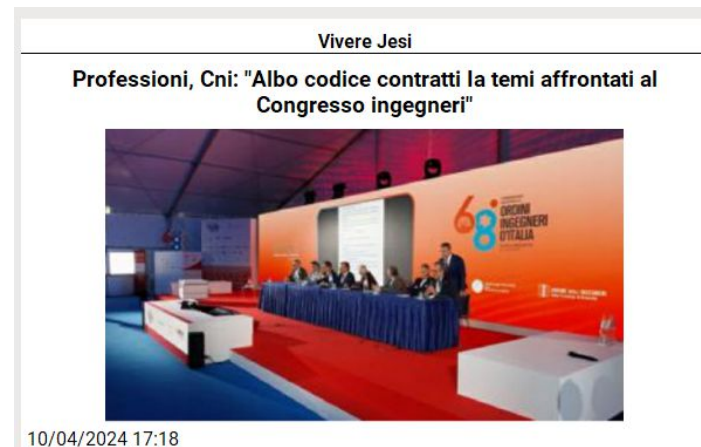 Vivere Jesi
Professioni, Cni: "Albo codice contratti Ia temi affrontati al
Congresso ingegneri"
68°
ORDINI
INGEGNERI
D'ITALIA
10/04/2024 17:18